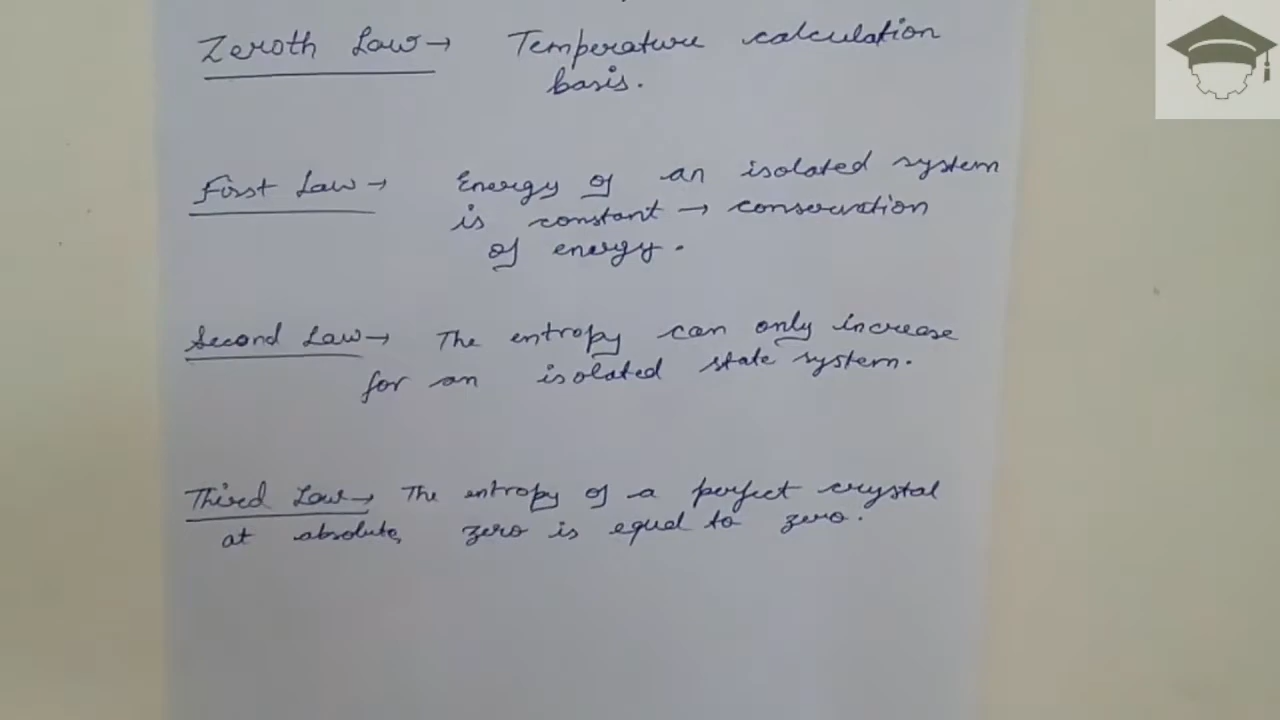 Zeroth Law → Temperature calculation
basis.
First Law → Energy of an isolated system
is constant → conservation
of energy.
Second Law → The entropy can only increase
for an isolated state system.
Third Law → The entropy of a perfect crystal
at absolute, zero is equal to zero.